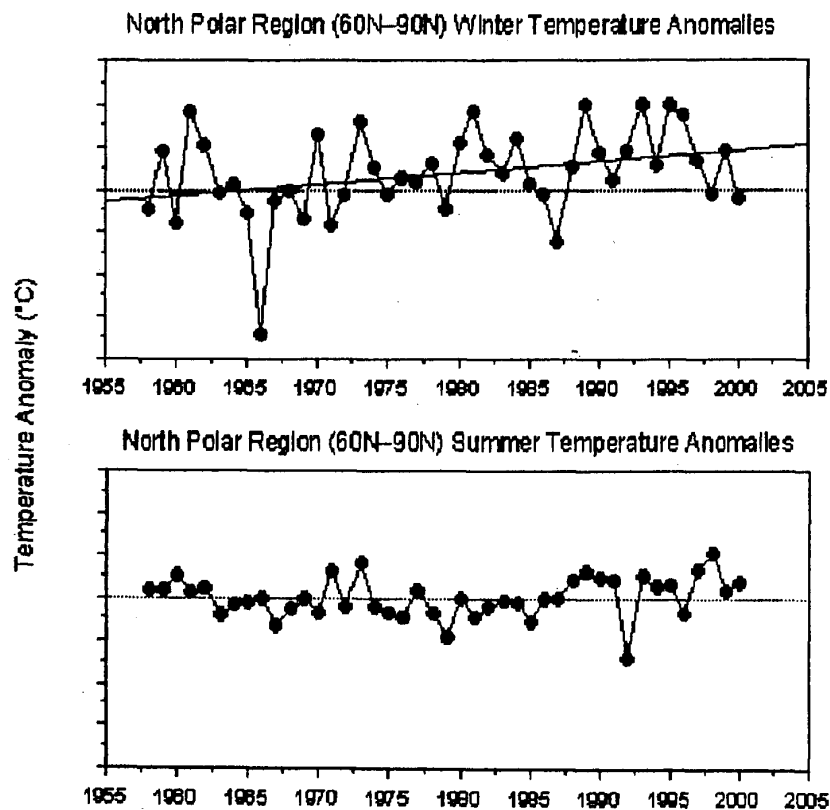 North Polar Region (60N–90N) Winter Temperature Anomalies
1955 1960 1965 1970 1975 1980 1985 1990 1995 2000 2005
Temperature Anomaly (°C)
North Polar Region (60N–90N) Summer Temperature Anomalies
1955 1960 1965 1970 1975 1980 1985 1990 1995 2000 2005